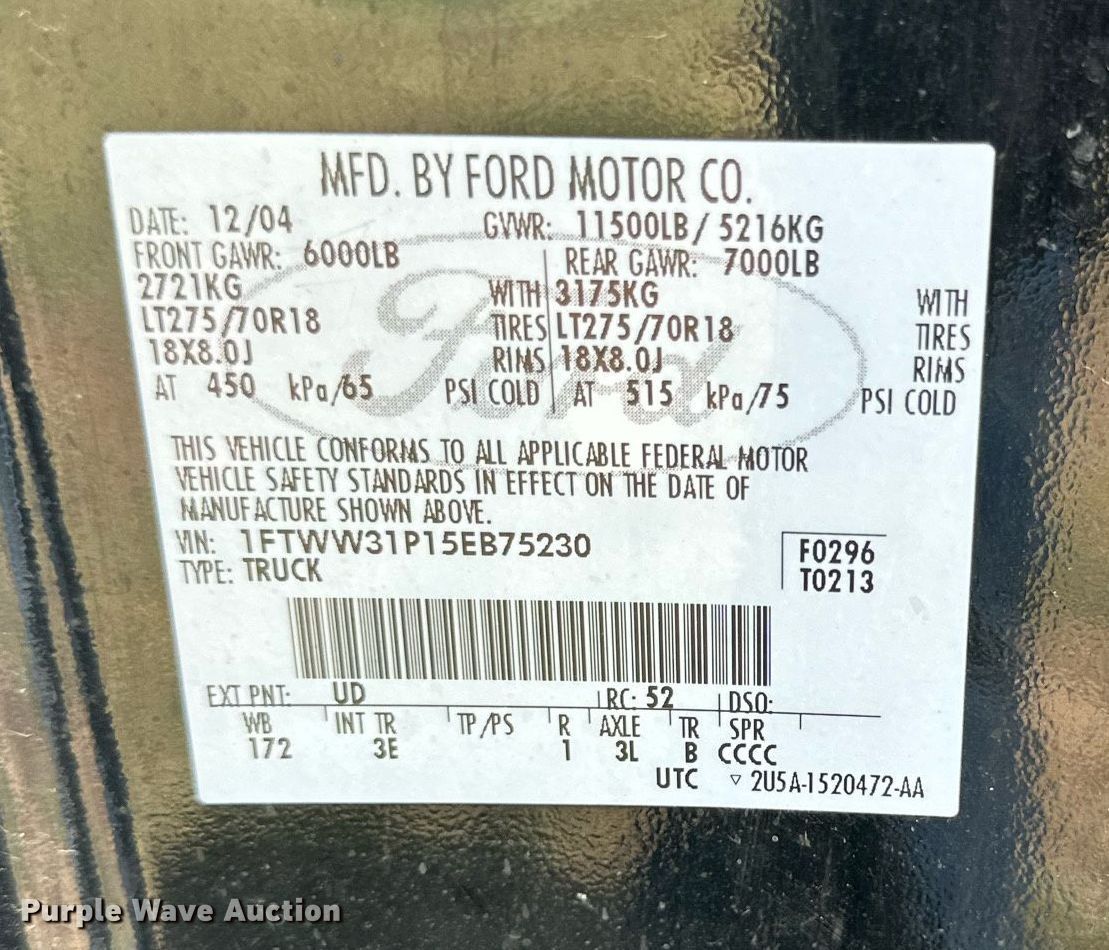 MFD. BY FORD MOTOR CO.
DATE: 12/04 GVWR: 11500LB/ 5216KG
FRONT GAWR: 6000LB REAR GAWR: 7000LB
2721KG WITH 3175KG WITH
LT275/70R18 TIRES LT275/70R18 TIRES
18X8.0J RIMS 18X8.0J RIMS
AT 450 kPa/65 PSI COLD AT 515 kPa/75 PSI COLD
Ford
THIS VEHICLE CONFORMS TO ALL APPLICABLE FEDERAL MOTOR
VEHICLE SAFETY STANDARDS IN EFFECT ON THE DATE OF
MANUFACTURE SHOWN ABOVE.
VIN: 1FTWW31P15EB75230 F0296
TYPE: TRUCK T0213
EXT PNT: UD RC: 52 DSO:
WB INT TR TP/PS R AXLE TR SPR
172 3E 1 3L B CCCC
UTC ▽ 2U5A-1520472-AA
Purple Wave Auction